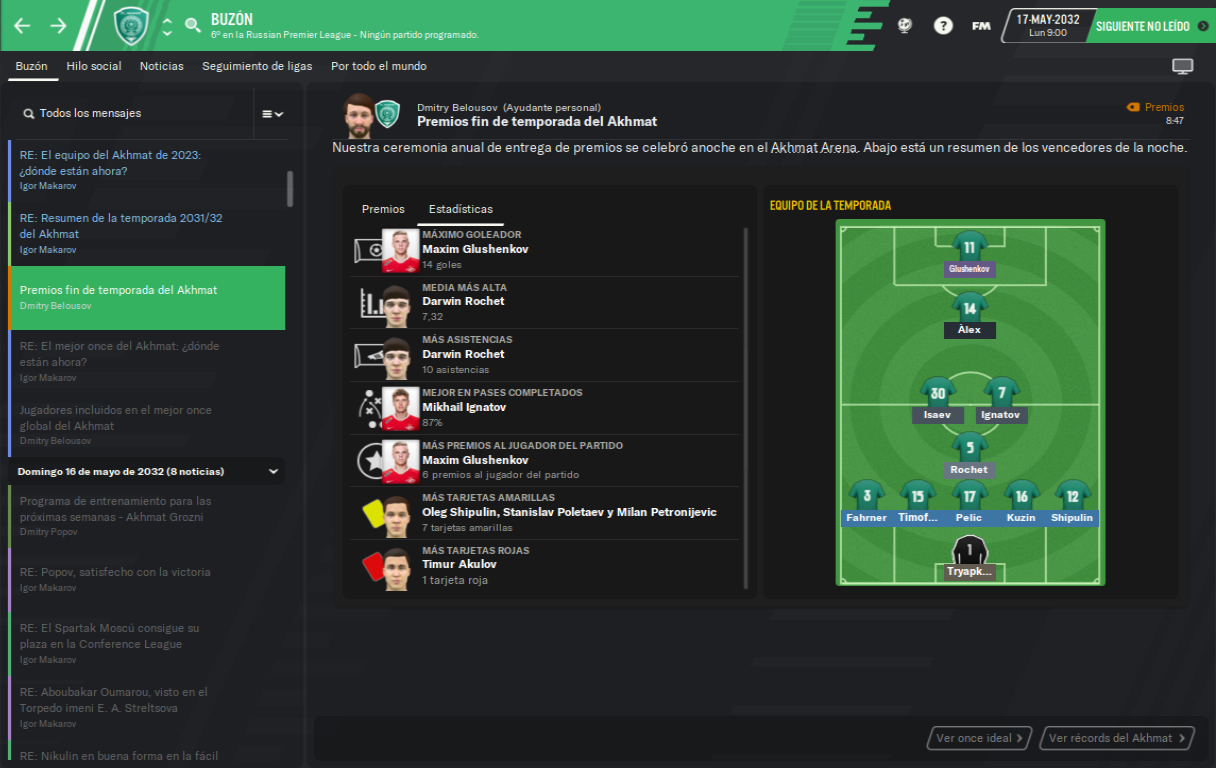 BUZÓN
6º en la Russian Premier League - Ningún partido programado.
FM
17-MAY-2032
Lun 9:00
SIGUIENTE NO LEÍDO
Buzón
Hilo social
Noticias
Seguimiento de ligas
Por todo el mundo
Todos los mensajes
RE: El equipo del Akhmat de 2023:
¿dónde están ahora?
Igor Makarov
RE: Resumen de la temporada 2031/32
del Akhmat
Igor Makarov
Premios fin de temporada del Akhmat
Dmitry Belousov
RE: El mejor once del Akhmat: ¿dónde
están ahora?
Igor Makarov
Jugadores incluidos en el mejor once
global del Akhmat
Dmitry Belousov
Domingo 16 de mayo de 2032 (8 noticias)
Programa de entrenamiento para las
próximas semanas - Akhmat Grozni
Dmitry Popov
RE: Popov, satisfecho con la victoria
Igor Makarov
RE: El Spartak Moscú consigue su
plaza en la Conference League
Igor Makarov
RE: Aboubakar Oumarou, visto en el
Torpedo imeni E. A. Streltsova
Igor Makarov
RE: Nikulin en buena forma en la fácil
Dmitry Belousov (Ayudante personal)
Premios fin de temporada del Akhmat
Premios
8:47
Nuestra ceremonia anual de entrega de premios se celebró anoche en el Akhmat Arena. Abajo está un resumen de los vencedores de la noche.
Premios
Estadísticas
MÁXIMO GOLEADOR
Maxim Glushenkov
14 goles
MEDIA MÁS ALTA
Darwin Rochet
7,32
MÁS ASISTENCIAS
Darwin Rochet
10 asistencias
MEJOR EN PASES COMPLETADOS
Mikhail Ignatov
87%
MÁS PREMIOS AL JUGADOR DEL PARTIDO
Maxim Glushenkov
6 premios al jugador del partido
MÁS TARJETAS AMARILLAS
Oleg Shipulin, Stanislav Poletaev y Milan Petronijevic
7 tarjetas amarillas
MÁS TARJETAS ROJAS
Timur Akulov
1 tarjeta roja
EQUIPO DE LA TEMPORADA
11
Glushenkov
14
Àlex
30
7
Isaev
Ignatov
5
Rochet
3
15
17
16
12
Fahrner
Timof...
Pelic
Kuzin
Shipulin
1
Tryapk...
Ver once ideal
Ver récords del Akhmat